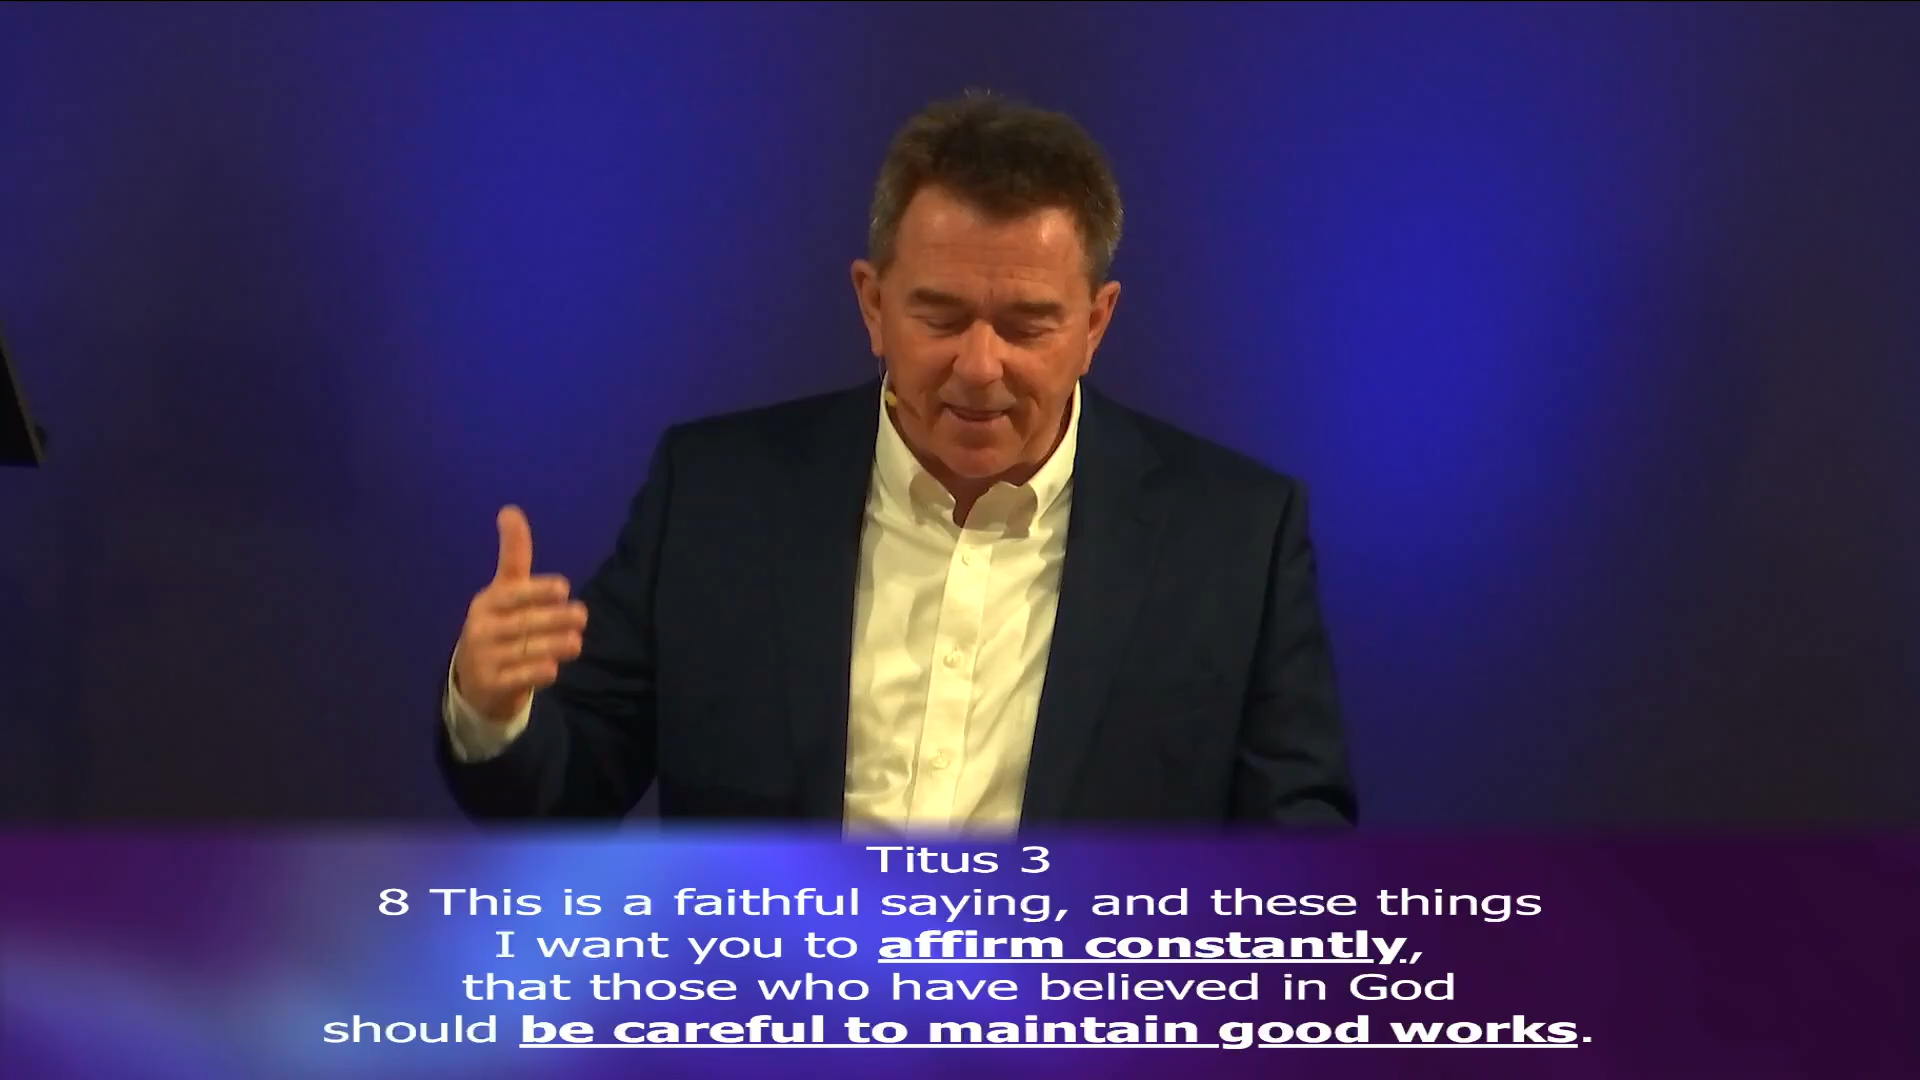 Titus 3
8 This is a faithful saying, and these things
I want you to affirm constantly,
that those who have believed in God
should be careful to maintain good works.